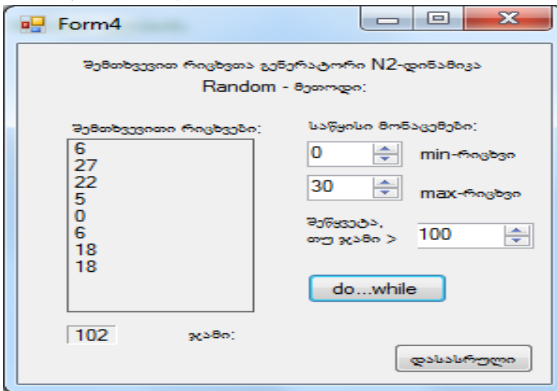 Form4
შემთხვევით რიცხვთა გენერატორი N2-დინამიკა
Random - მეთოდი:
შემთხვევითი რიცხვები:
6
27
22
5
0
6
18
18
102 ჯამი:
საწყისი მონაცემები:
0 min-რიცხვი
30 max-რიცხვი
შეწყვეტა,
თუ ჯამი > 100
do...while
დასასრული